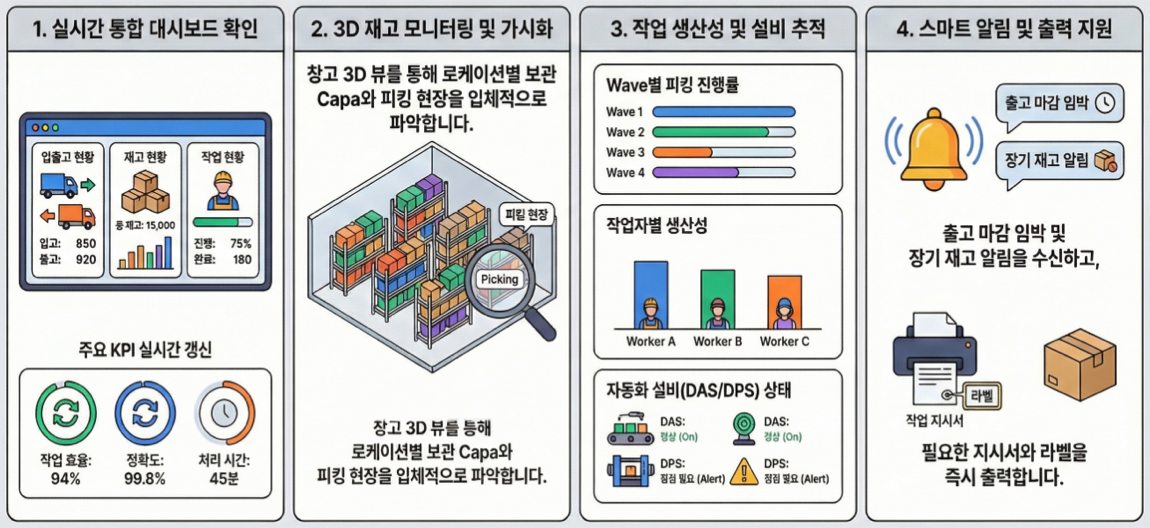 1. 실시간 통합 대시보드 확인
입출고 현황
입고: 850
풀고: 920
재고 현황
둥 재고: 15,000
작업 현황
진챙: 75%
완료: 180
주요 KPI 실시간 갱신
작업 효율:
94%
정확도:
99.8%
처리 시간:
45분
2. 3D 재고 모니터링 및 가시화
창고 3D 뷰를 통해 로케이션별 보관
Capa와 피킹 현장을 입체적으로
파악합니다.
피킬 현장
Picking
창고 3D 뷰를 통해
로케이션별 보관 Capa와
피킹 현장을 입체적으로 파악합니다.
3. 작업 생산성 및 설비 추적
Wave별 피킹 진행률
Wave 1
Wave 2
Wave 3
Wave 4
작업자별 생산성
Worker A
Worker B
Worker C
자동화 설비(DAS/DPS) 상태
DAS:
(On)
DAS:
(On)
DPS:
점점 필요 (Alert)
DPS:
점점 필요 (Alert)
4. 스마트 알림 및 출력 지원
출고 마감 임박
장기 재고 알림
출고 마감 임박 및
장기 재고 알림을 수신하고,
라벨
작업 지시서
필요한 지시서와 라벨을
즉시 출력합니다.